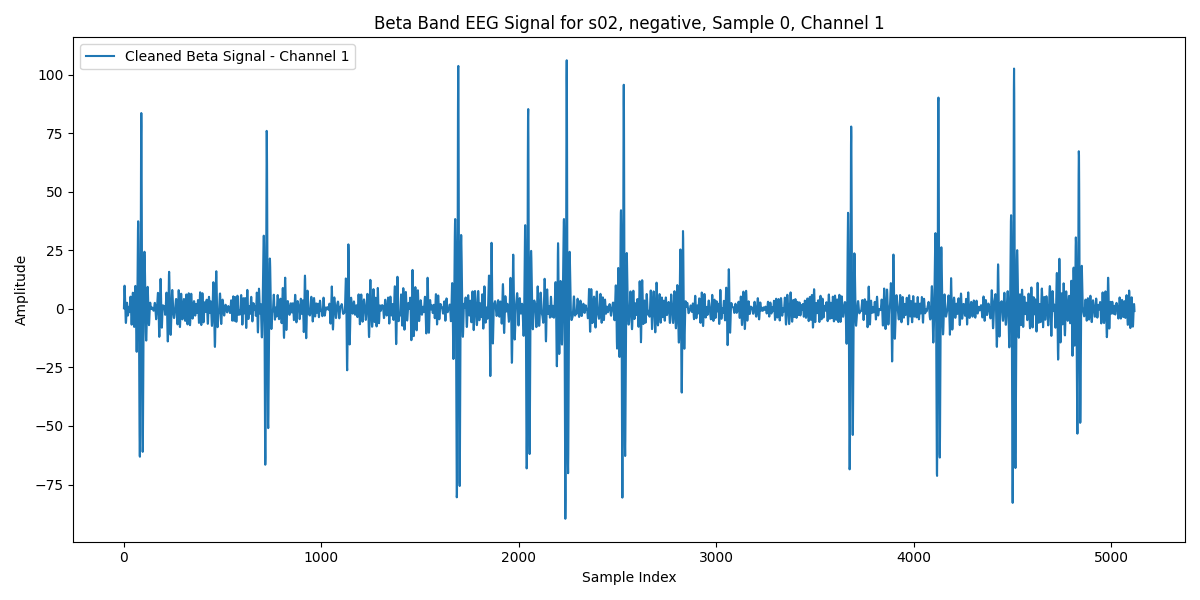 Beta Band EEG Signal for s02, negative, Sample 0, Channel 1
Cleaned Beta Signal - Channel 1
100
75
50
25
0
−25
−50
−75
Amplitude
0 1000 2000 3000 4000 5000
Sample Index